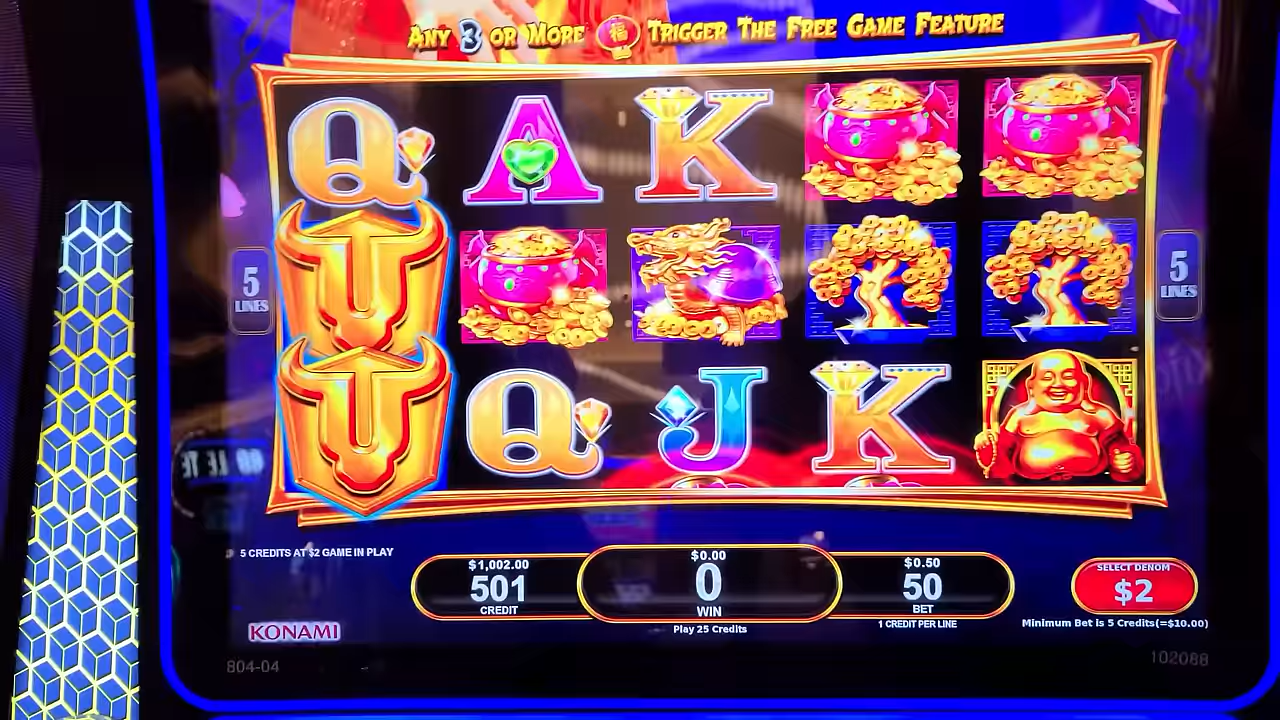 ANY 3 OR MORE 福 TRIGGER THE FREE GAME FEATURE
Q A K
5 LINES
5 LINES
Q J K
5 CREDITS AT $2 GAME IN PLAY
$1,002.00
501
CREDIT
$0.00
0
WIN
Play 25 Credits
$0.50
50
BET
1 CREDIT PER LINE
SELECT DENOM
$2
Minimum Bet is 5 Credits(=$10.00)
KONAMI
804-04
102088